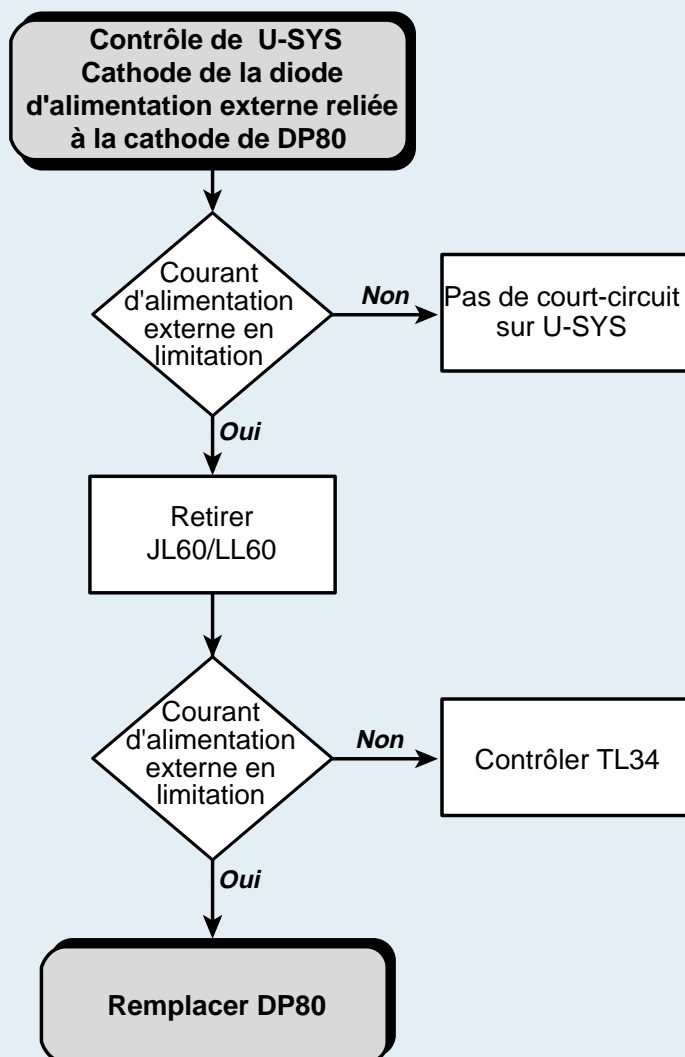 Contrôle de U-SYS
Cathode de la diode
d'alimentation externe reliée
à la cathode de DP80
Courant
d'alimentation
externe en
limitation
Non
Pas de court-circuit
sur U-SYS
Oui
Retirer
JL60/LL60
Courant
d'alimentation
externe en
limitation
Non
Contrôler TL34
Oui
Remplacer DP80